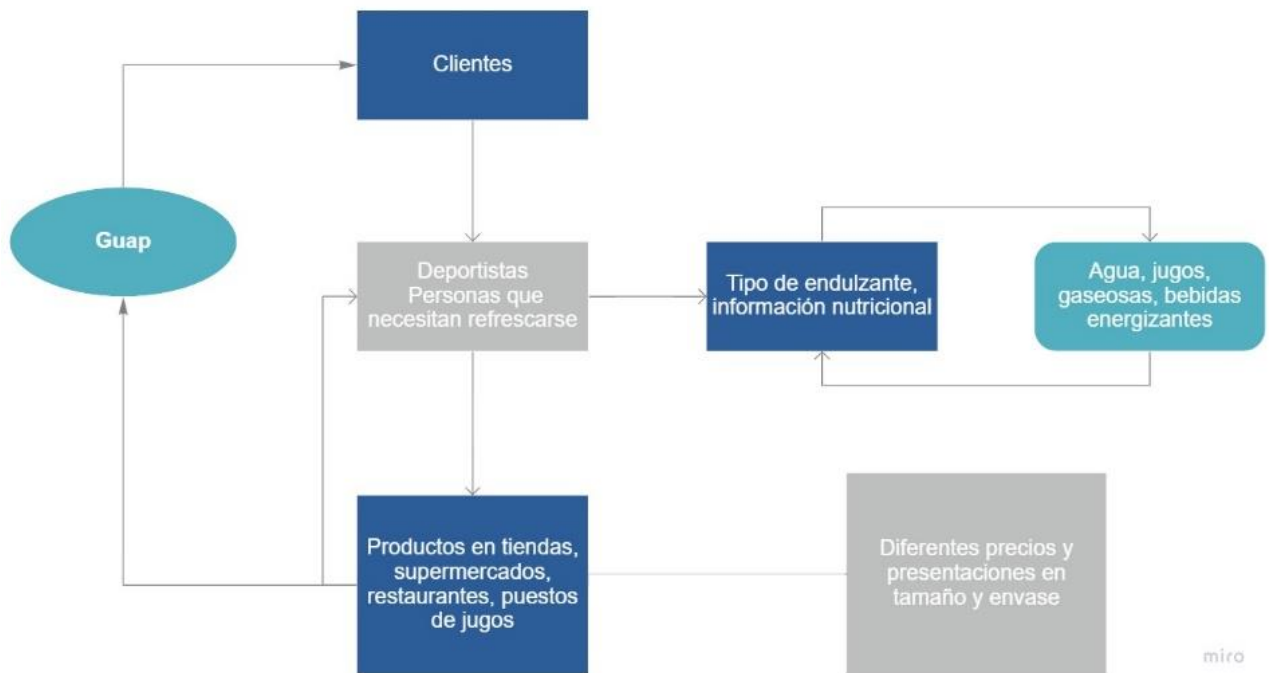 Clientes
Guap
Deportistas
Personas que
necesitan refrescarse
Tipo de endulzante,
información nutricional
Agua, jugos,
gaseosas, bebidas
energizantes
Productos en tiendas,
supermercados,
restaurantes, puestos
de jugos
Diferentes precios y
presentaciones en
tamaño y envase
miro